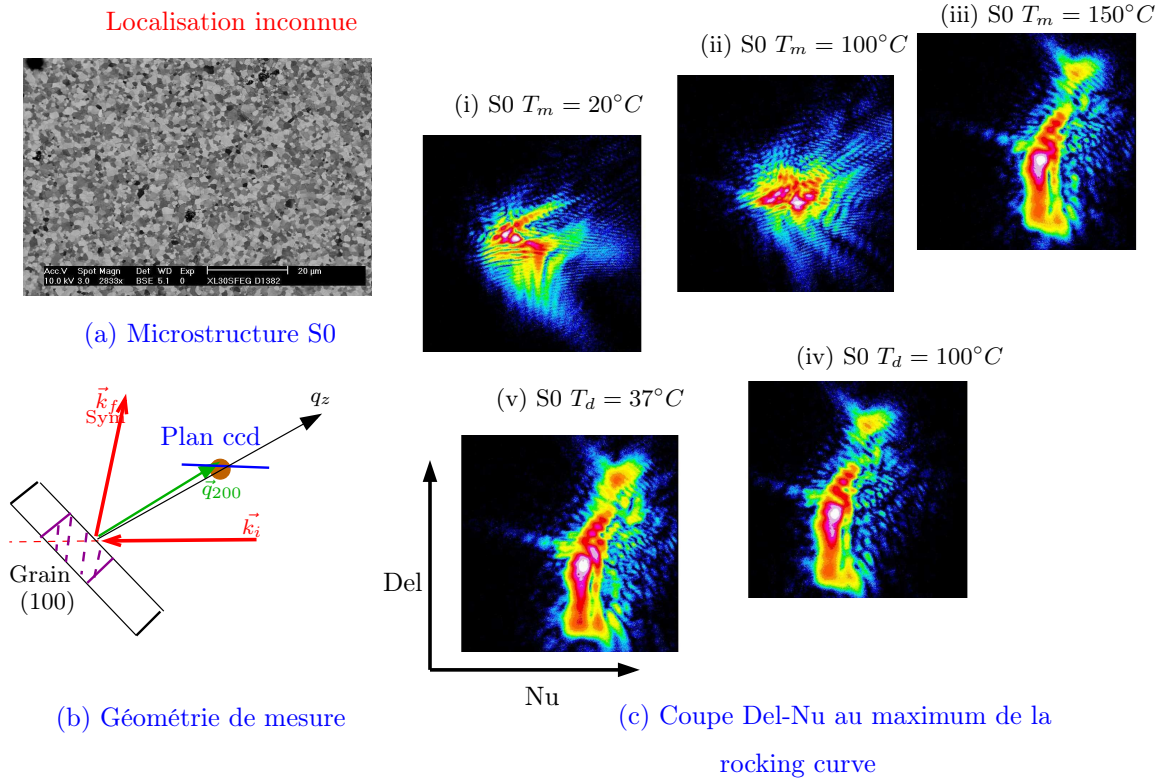 Localisation inconnue
Acc.V Spot Magn Det WD Exp 20 µm
10.0 kV 3.0 2833x BSE 5.1 0 XL30SFEG D1382
(a) Microstructure S0
(i) S0 T_m = 20°C
(ii) S0 T_m = 100°C
(iii) S0 T_m = 150°C
(iv) S0 T_d = 100°C
(v) S0 T_d = 37°C
k_f
Sym
q_z
Plan ccd
q_200
k_i
Grain
(100)
Del
Nu
(b) Géométrie de mesure
(c) Coupe Del-Nu au maximum de la
rocking curve